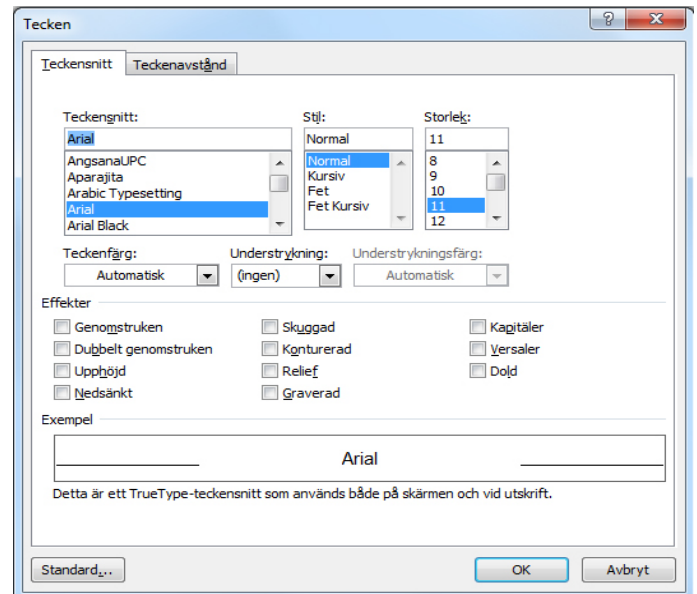 Tecken
Teckensnitt Teckenavstånd
Teckensnitt: Stil: Storlek:
Arial Normal 11
AngsanaUPC Normal 8
Aparajita Kursiv 9
Arabic Typesetting Fet 10
Arial Fet Kursiv 11
Arial Black 12
Teckenfärg: Understrykning: Understrykningsfärg:
Automatisk (ingen) Automatisk
Effekter
Genomstruken Skuggad Kapitäler
Dubbelt genomstruken Konturerad Versaler
Upphöjd Relief Dold
Nedsänkt Graverad
Exempel
Arial
Detta är ett TrueType-teckensnitt som används både på skärmen och vid utskrift.
Standard... OK Avbryt